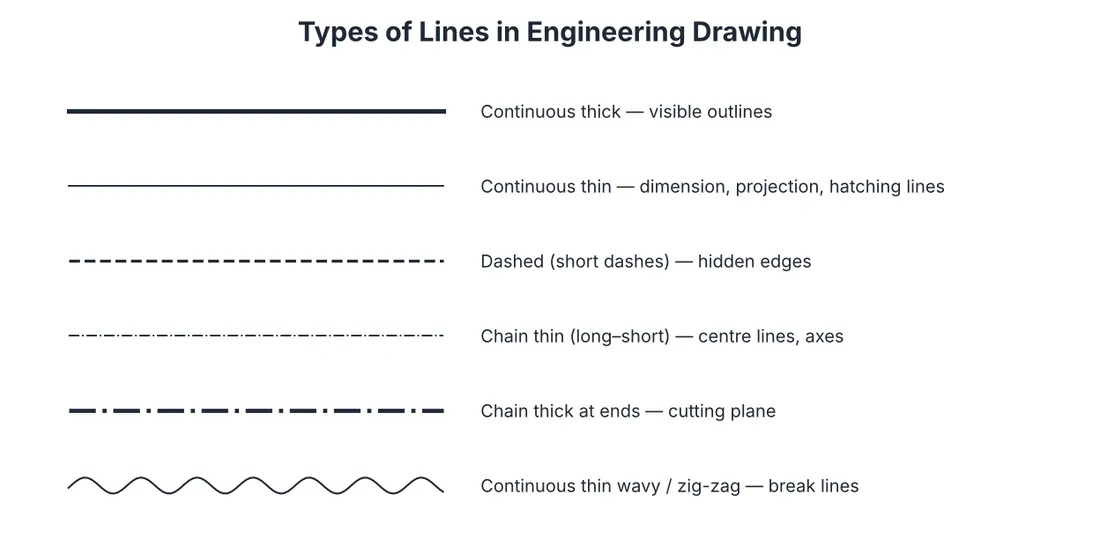 Types of Lines in Engineering Drawing
Continuous thick — visible outlines
Continuous thin — dimension, projection, hatching lines
Dashed (short dashes) — hidden edges
Chain thin (long–short) — centre lines, axes
Chain thick at ends — cutting plane
Continuous thin wavy / zig-zag — break lines